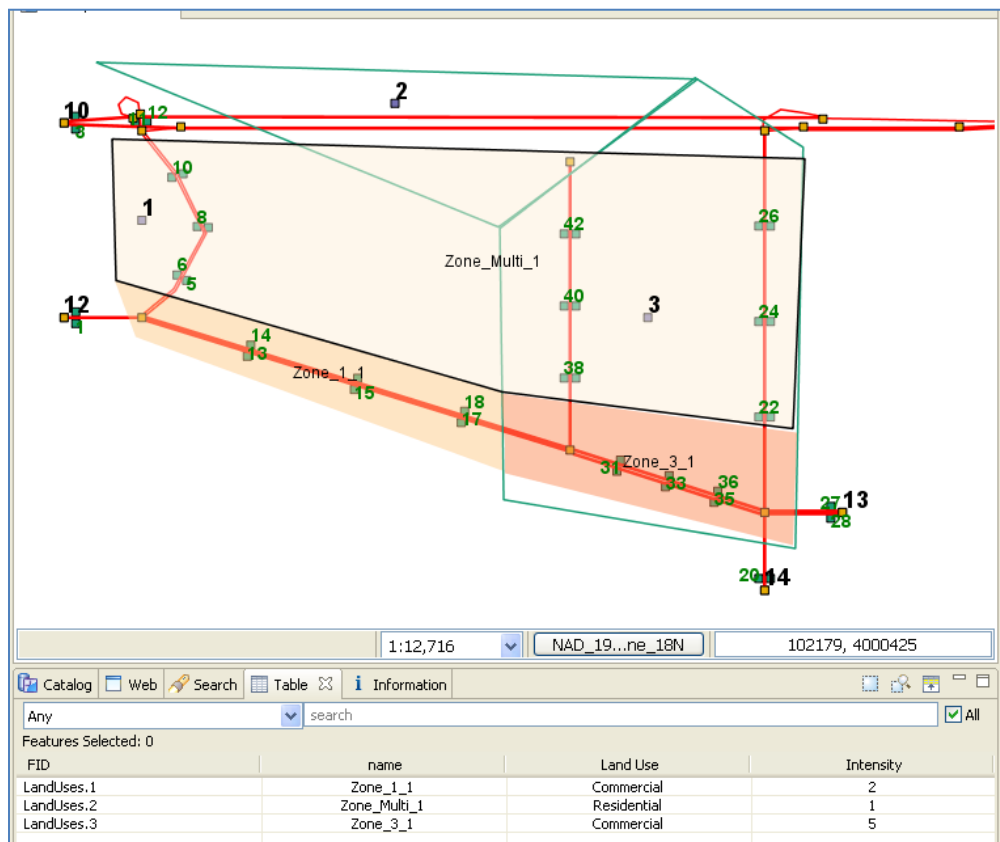 2
10
12
3
10
1
8
26
42
Zone_Multi_1
6
5
40
3
12
1
24
14
13
Zone_1_1
15
38
18
17
22
31
Zone_3_1
33
36
35
27
13
28
20
14
1:12,716
NAD_19...ne_18N
102179, 4000425
Catalog
Web
Search
Table
Information
Any
search
All
Features Selected: 0
FID name Land Use Intensity
LandUses.1 Zone_1_1 Commercial 2
LandUses.2 Zone_Multi_1 Residential 1
LandUses.3 Zone_3_1 Commercial 5